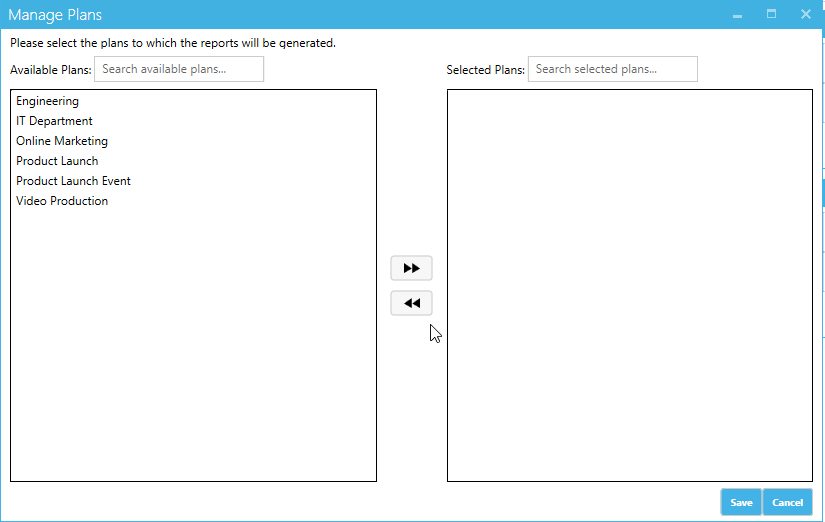 Manage Plans
Please select the plans to which the reports will be generated.
Available Plans: Search available plans...
Selected Plans: Search selected plans...
Engineering
IT Department
Online Marketing
Product Launch
Product Launch Event
Video Production
Save Cancel